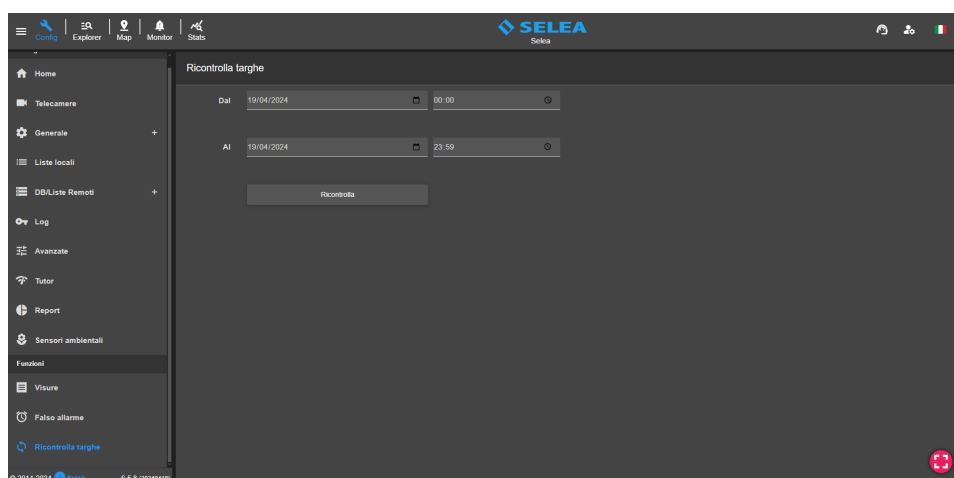 Config
Explorer
Map
Monitor
Stats
SELEA
Selea
Home
Telecamere
Generale +
Liste locali
DB/Liste Remoti +
Log
Avanzate
Tutor
Report
Sensori ambientali
Funzioni
Visure
Falso allarme
Ricontrolla targhe
Ricontrolla targhe
Dal 19/04/2024 00:00
Al 19/04/2024 23:59
Ricontrolla